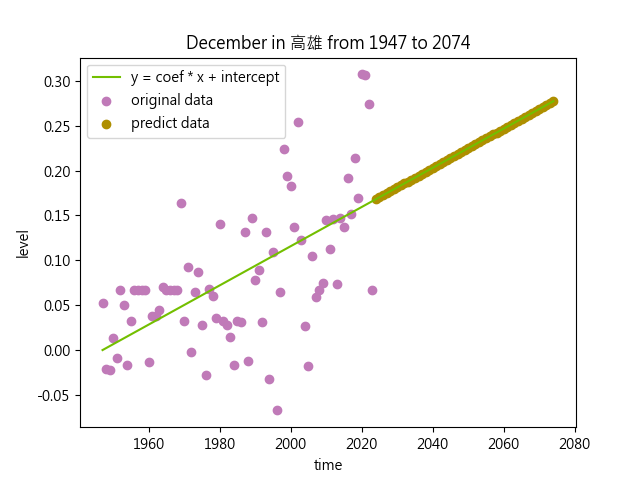 December in 高雄 from 1947 to 2074
y = coef * x + intercept
original data
predict data
0.30
0.25
0.20
0.15
0.10
0.05
0.00
-0.05
level
1960 1980 2000 2020 2040 2060 2080
time